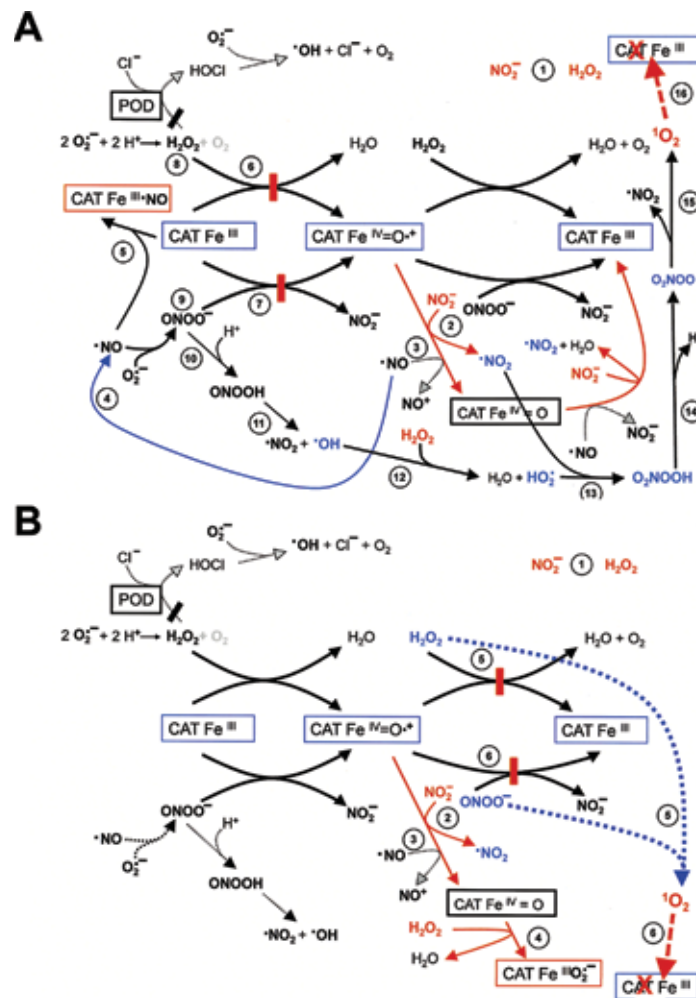 A
O₂•⁻
Cl⁻
•OH + Cl⁻ + O₂
HOCl
POD
NO₂⁻ ① H₂O₂
CAT Fe III
X
⑯
2 O₂•⁻ + 2 H⁺ → H₂O₂ + O₂
⑧ ⑥
H₂O
H₂O₂
H₂O + O₂
¹O₂
CAT Fe III•NO
•NO₂ ⑮
⑤
CAT Fe III
CAT Fe IV=O•+
CAT Fe III
⑨
⑦
O₂NOO
ONOO⁻
NO₂⁻
NO₂⁻
②
ONOO⁻
NO₂⁻
•NO
O₂•⁻
⑩ H⁺
③
•NO
•NO₂
•NO₂ + H₂O
NO₂⁻
H
④
ONOOH
NO⁺
CAT Fe IV = O
NO₂⁻
⑭
⑪
•NO₂ + •OH
H₂O₂
•NO
⑫
H₂O + HO₂•
⑬
O₂NOOH
B
O₂•⁻
Cl⁻
•OH + Cl⁻ + O₂
HOCl
POD
NO₂⁻ ① H₂O₂
2 O₂•⁻ + 2 H⁺ → H₂O₂ + O₂
H₂O
H₂O₂
H₂O + O₂
⑤
CAT Fe III
CAT Fe IV=O•+
CAT Fe III
⑥
ONOO⁻
NO₂⁻
NO₂⁻
ONOO⁻
NO₂⁻
②
⑤
•NO
O₂•⁻
H⁺
③
•NO
•NO₂
ONOOH
NO⁺
CAT Fe IV = O
¹O₂
•NO₂ + •OH
H₂O₂
④
⑥
H₂O
CAT Fe IIIO₂•⁻
CAT Fe III
X